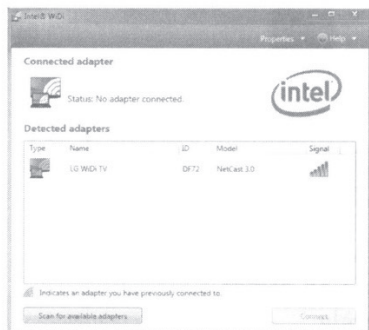 Intel® WiDi
Properties Help
Connected adapter
Status: No adapter connected.
intel
Detected adapters
Type Name ID Model Signal
LG WiDi TV DF72 NetCast 3.0
Indicates an adapter you have previously connected to.
Scan for available adapters
Connect